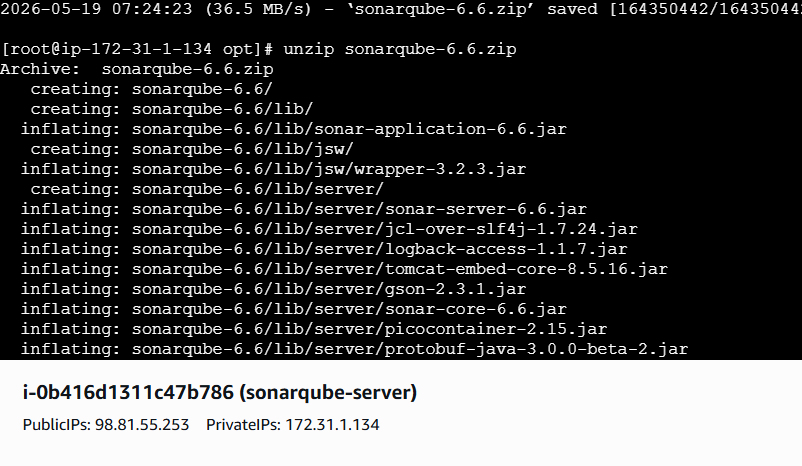 2026-05-19 07:24:23 (36.5 MB/s) - ‘sonarqube-6.6.zip’ saved [164350442/164350442
[root@ip-172-31-1-134 opt]# unzip sonarqube-6.6.zip
Archive:  sonarqube-6.6.zip
   creating: sonarqube-6.6/
   creating: sonarqube-6.6/lib/
  inflating: sonarqube-6.6/lib/sonar-application-6.6.jar
   creating: sonarqube-6.6/lib/jsw/
  inflating: sonarqube-6.6/lib/jsw/wrapper-3.2.3.jar
   creating: sonarqube-6.6/lib/server/
  inflating: sonarqube-6.6/lib/server/sonar-server-6.6.jar
  inflating: sonarqube-6.6/lib/server/jcl-over-slf4j-1.7.24.jar
  inflating: sonarqube-6.6/lib/server/logback-access-1.1.7.jar
  inflating: sonarqube-6.6/lib/server/tomcat-embed-core-8.5.16.jar
  inflating: sonarqube-6.6/lib/server/gson-2.3.1.jar
  inflating: sonarqube-6.6/lib/server/sonar-core-6.6.jar
  inflating: sonarqube-6.6/lib/server/picocontainer-2.15.jar
  inflating: sonarqube-6.6/lib/server/protobuf-java-3.0.0-beta-2.jar
i-0b416d1311c47b786 (sonarqube-server)
PublicIPs: 98.81.55.253    PrivateIPs: 172.31.1.134